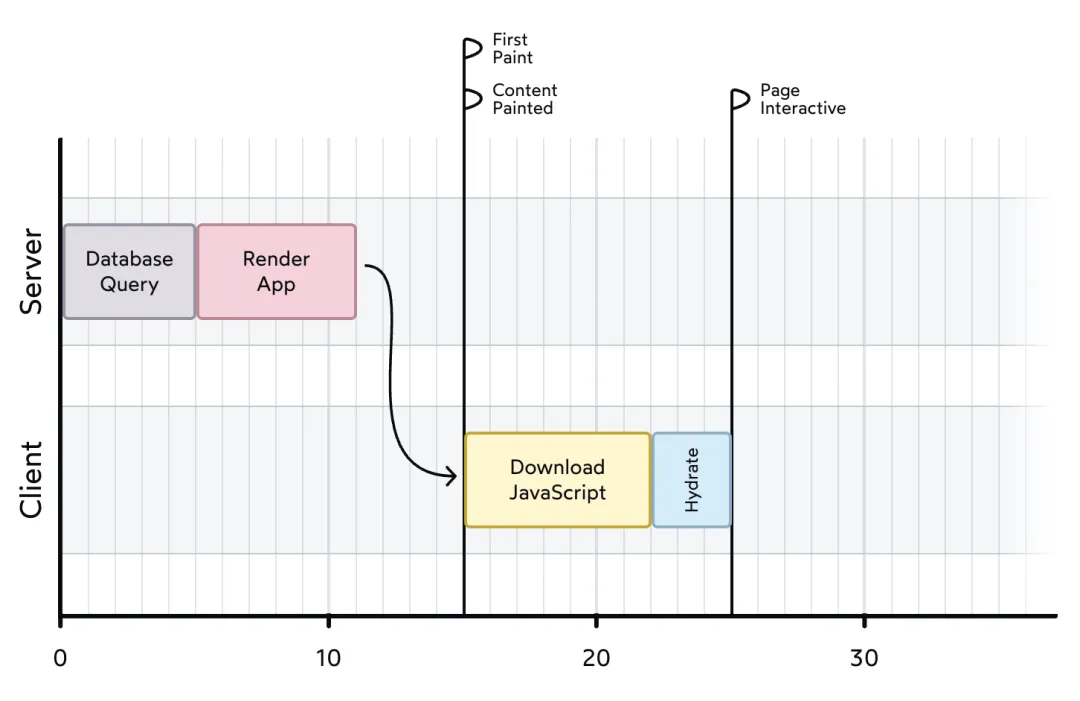 First
Paint
Content
Painted
Page
Interactive
Server
Database
Query
Render
App
Client
Download
JavaScript
Hydrate
0
10
20
30